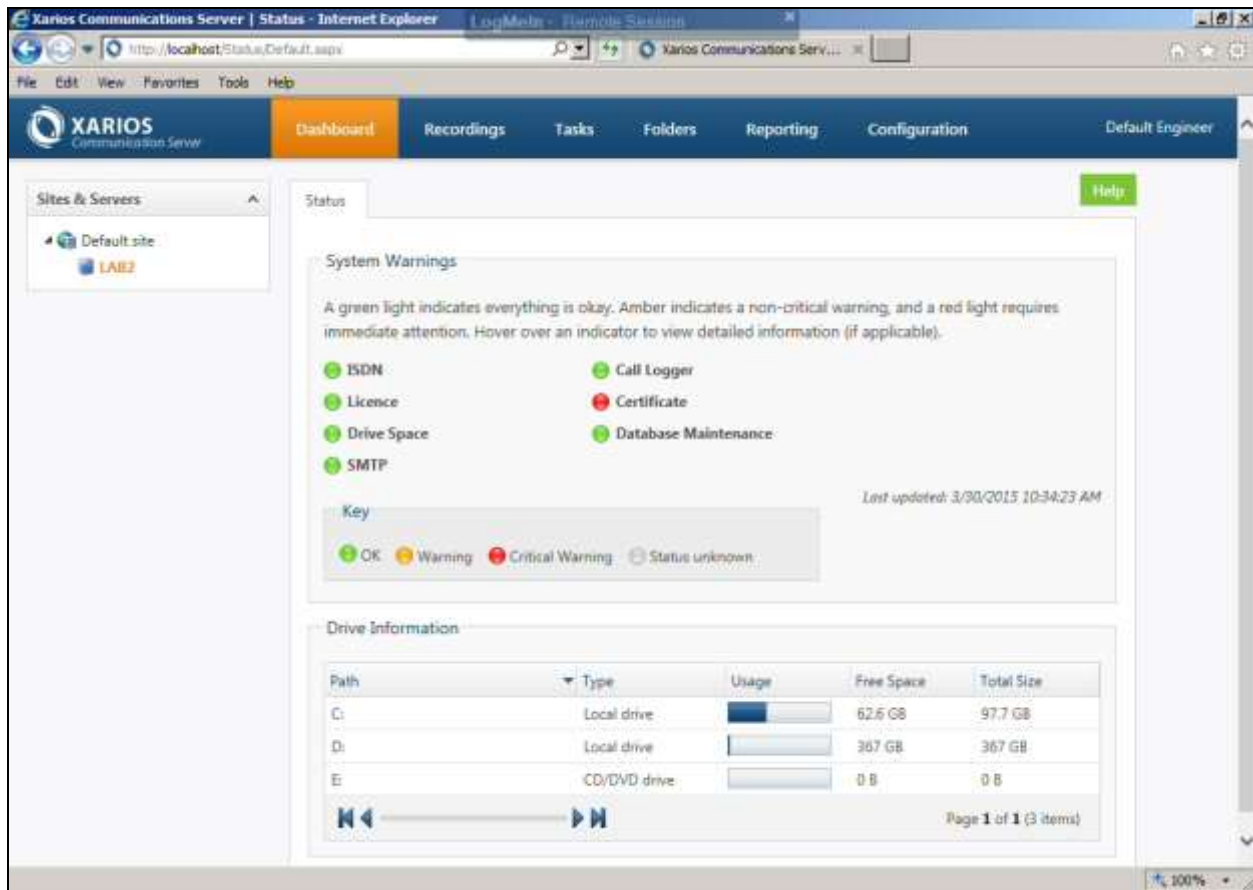 Xarios Communications Server | Status - Internet Explorer
LogMeIn - Remote Session
http://localhost/Status/Default.aspx
Xarios Communications Serv...
File Edit View Favorites Tools Help
XARIOS
Communication Server
Dashboard Recordings Tasks Folders Reporting Configuration Default Engineer
Sites & Servers
Default site
LAB2
Status
Help
System Warnings
A green light indicates everything is okay. Amber indicates a non-critical warning, and a red light requires
immediate attention. Hover over an indicator to view detailed information (if applicable).
ISDN Call Logger
Licence Certificate
Drive Space Database Maintenance
SMTP
Last updated: 3/30/2015 10:34:23 AM
Key
OK Warning Critical Warning Status unknown
Drive Information
Path Type Usage Free Space Total Size
C: Local drive 62.6 GB 97.7 GB
D: Local drive 367 GB 367 GB
E: CD/DVD drive 0 B 0 B
Page 1 of 1 (3 items)
100%